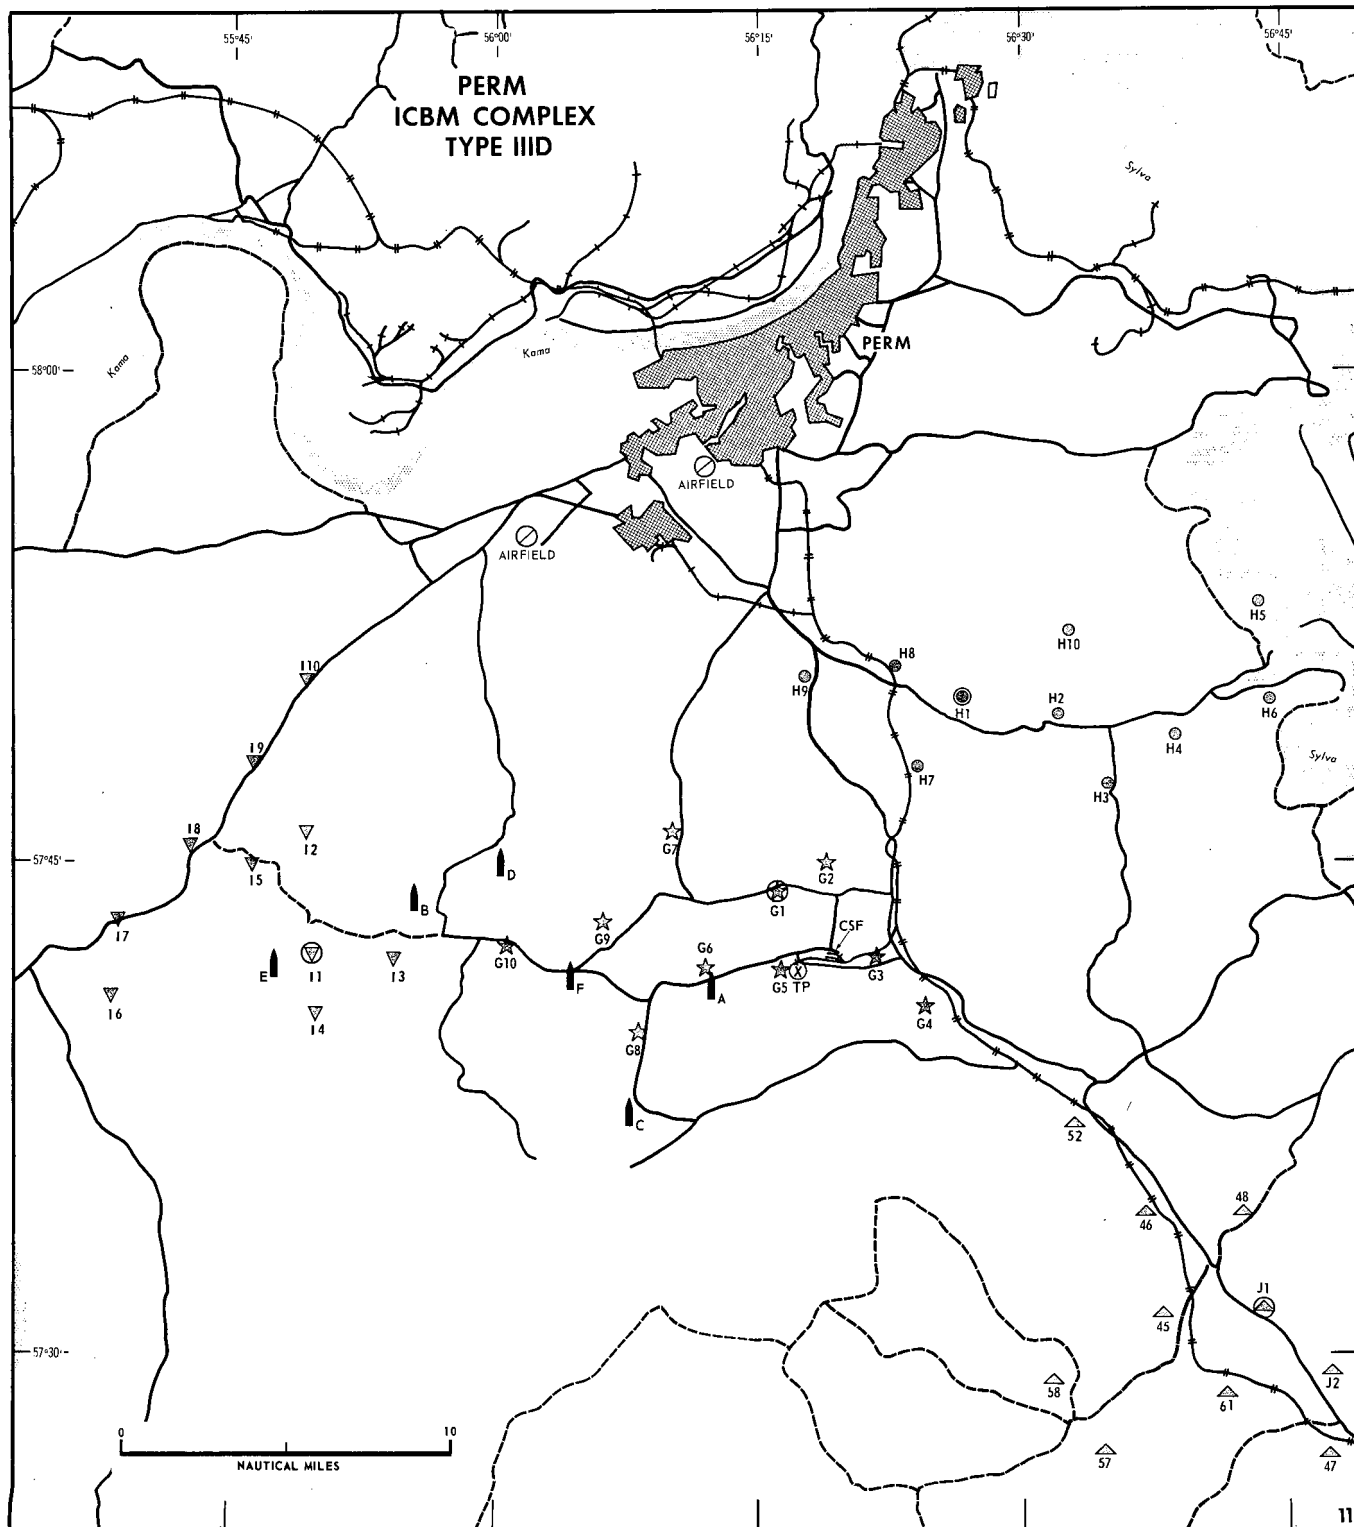 55°45'
56°00'
56°15'
56°30'
56°45'
PERM
ICBM COMPLEX
TYPE IIID
Sylva
Kama
Kama
PERM
58°00'
AIRFIELD
AIRFIELD
H5
H10
H8
I10
H9
H1
H2
H6
H4
I9
Sylva
H7
H3
I8
I2
G7
57°45'
I5
D
G2
B
G1
I7
G9
CSF
G6
G10
E
I1
I3
F
A
G5
TP
G3
I6
I4
G4
G8
C
52
46
48
J1
45
57°30'
58
J2
61
57
47
0
10
NAUTICAL MILES
11